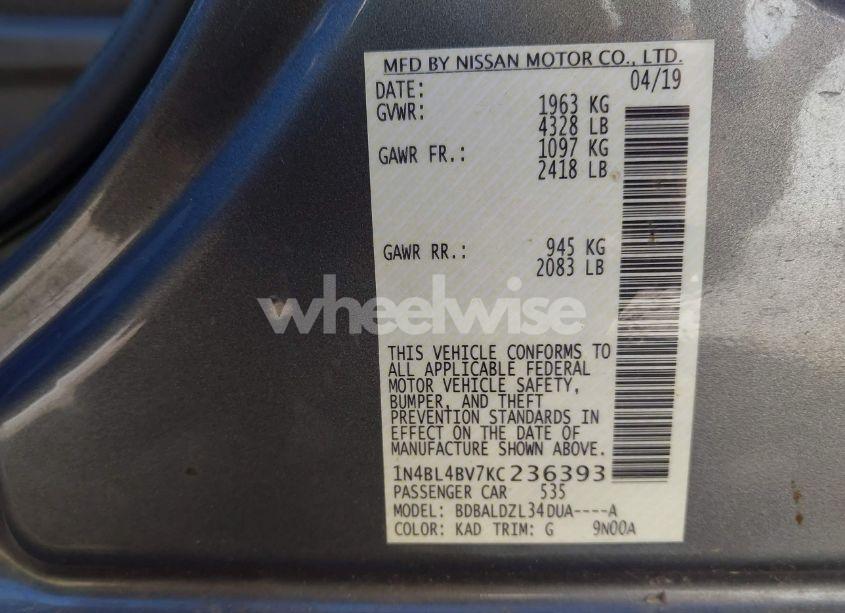 MFD BY NISSAN MOTOR CO., LTD.
DATE: 04/19
GVWR: 1963 KG
4328 LB
GAWR FR.: 1097 KG
2418 LB
GAWR RR.: 945 KG
2083 LB
wheelwise
THIS VEHICLE CONFORMS TO
ALL APPLICABLE FEDERAL
MOTOR VEHICLE SAFETY,
BUMPER, AND THEFT
PREVENTION STANDARDS IN
EFFECT ON THE DATE OF
MANUFACTURE SHOWN ABOVE.
1N4BL4BV7KC236393
PASSENGER CAR 535
MODEL: BDBALDZL34DUA----A
COLOR: KAD TRIM: G 9N00A